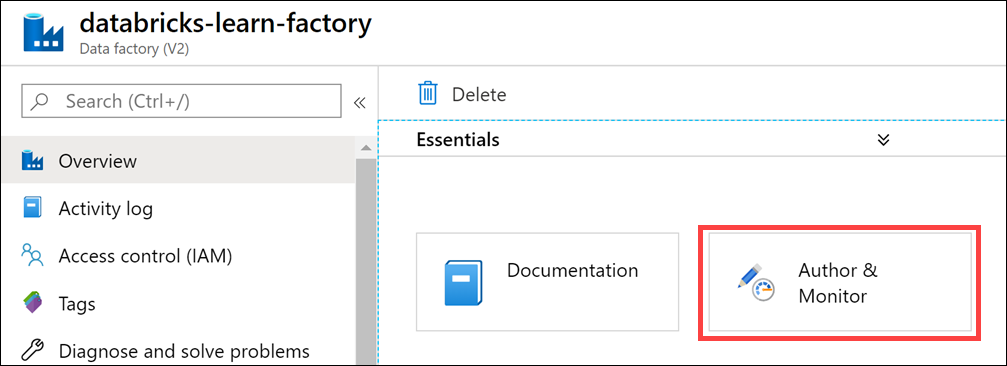 databricks-learn-factory
Data factory (V2)
Search (Ctrl+/)
Overview
Activity log
Access control (IAM)
Tags
Diagnose and solve problems
Delete
Essentials
Documentation
Author &
Monitor